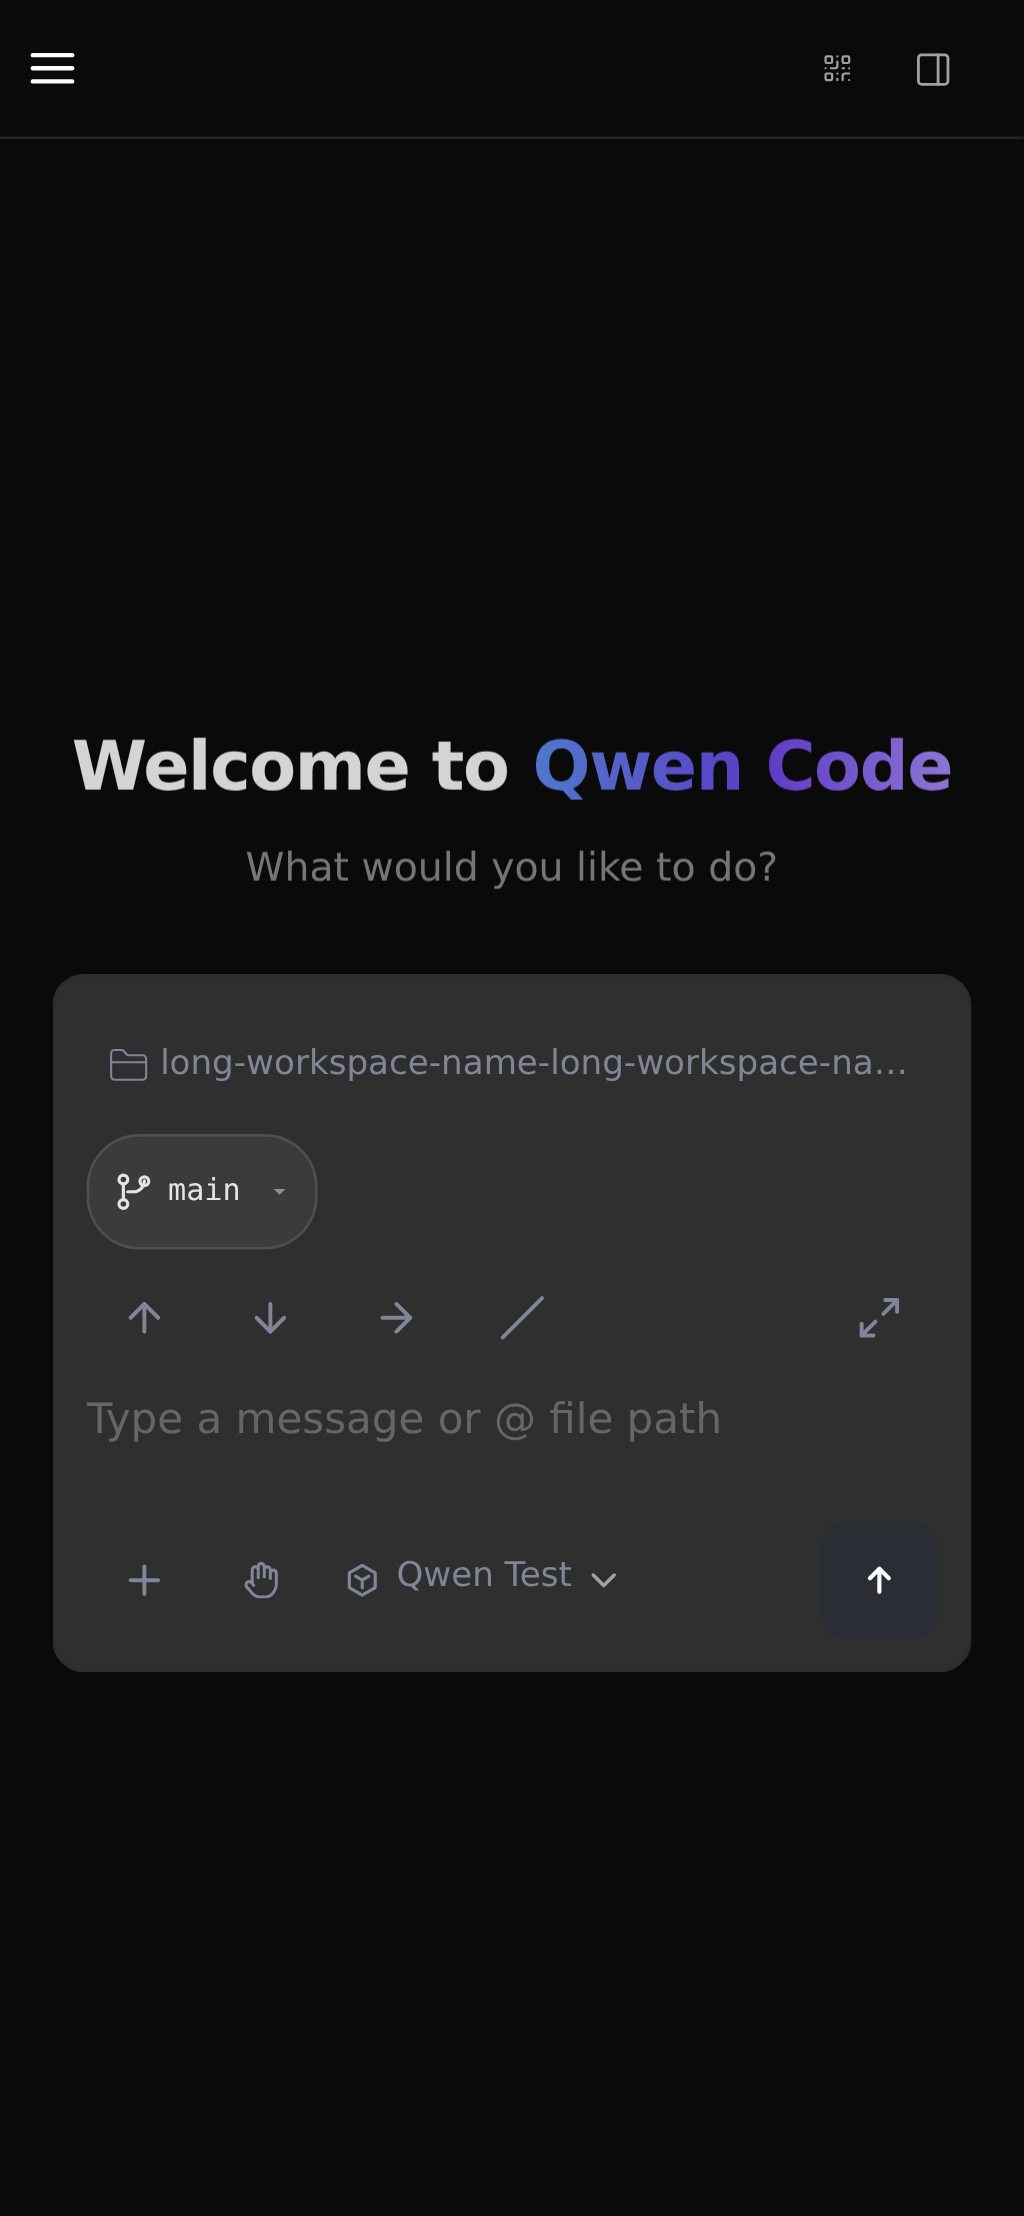 Welcome to Qwen Code
What would you like to do?
long-workspace-name-long-workspace-na...
main
Type a message or @ file path
Qwen Test